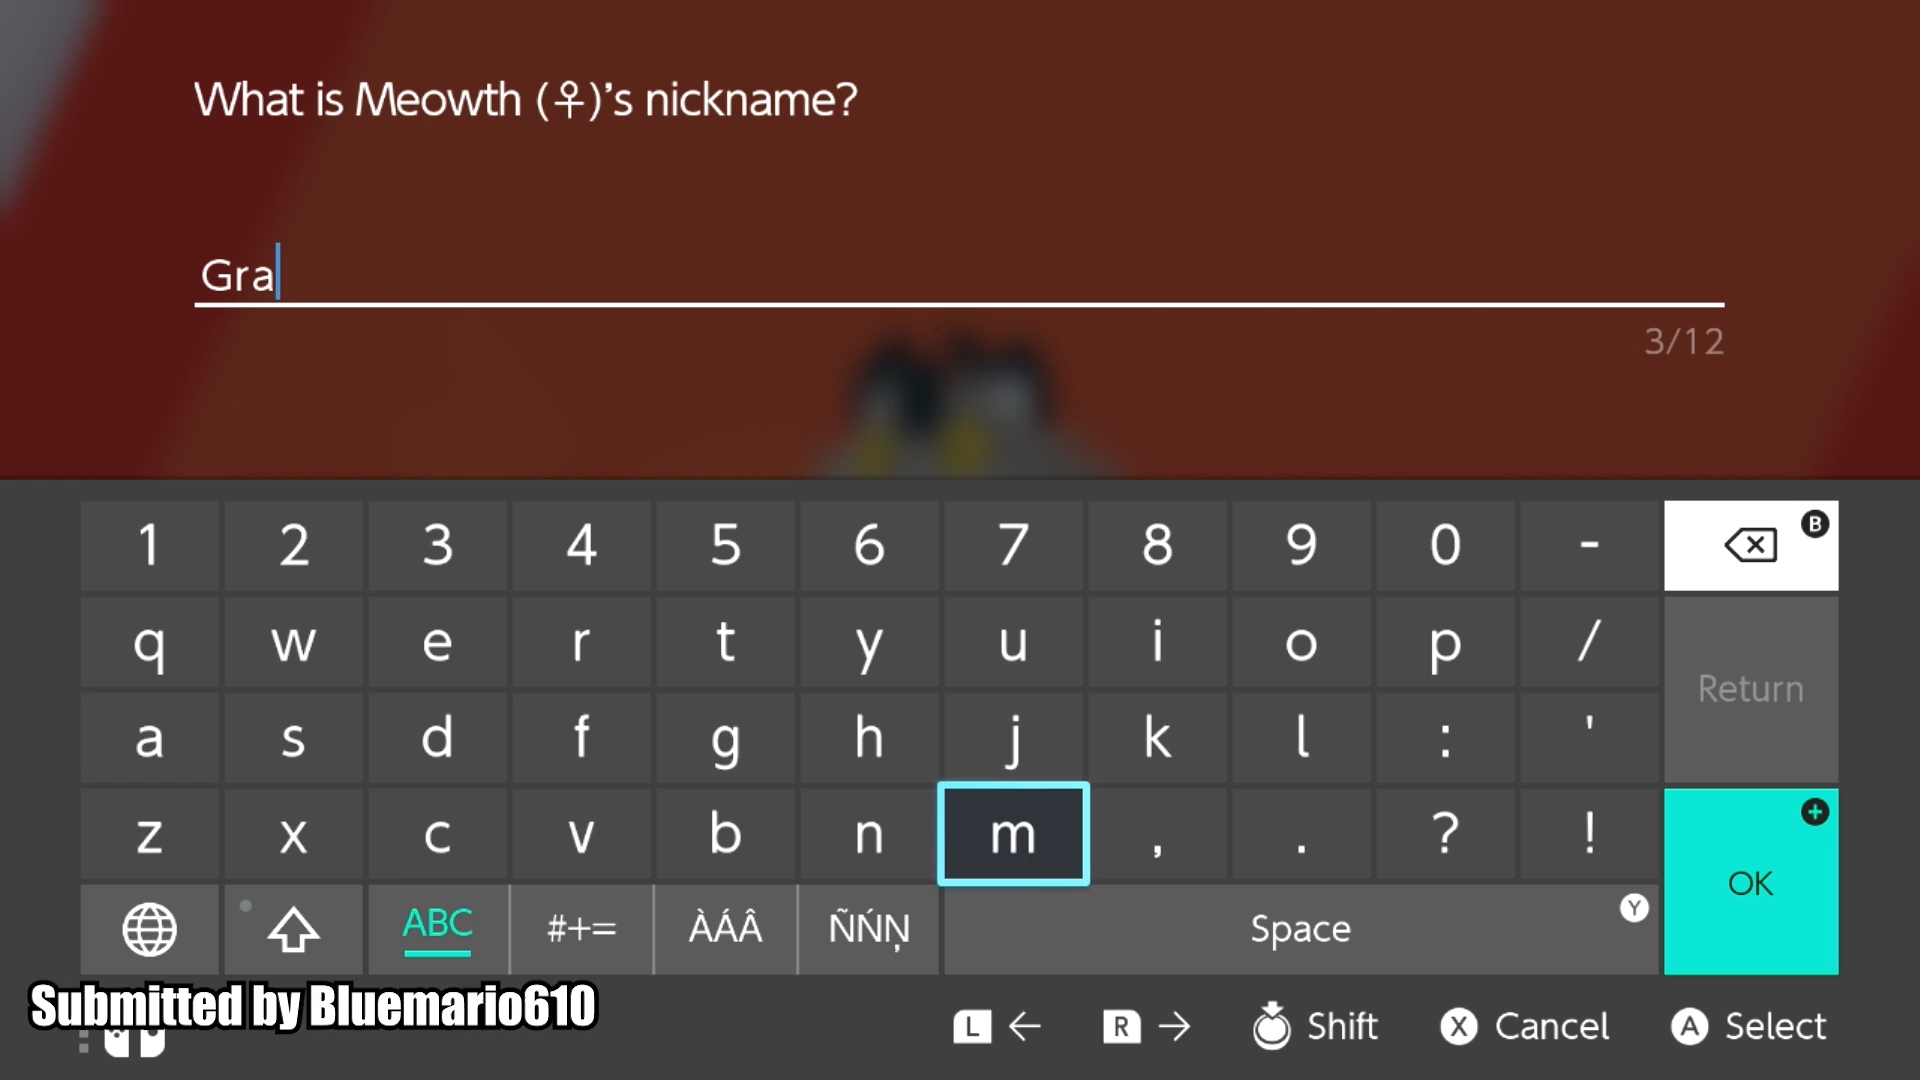 What is Meowth (♀)'s nickname?
Gra
3/12
1 2 3 4 5 6 7 8 9 0 - B
q w e r t y u i o p /
Return
a s d f g h j k l : '
z x c v b n m , . ? ! +
OK
ABC #+= ÀÁÂ ÑŃŅ Space Y
Submitted by Bluemario610
L ← R → Shift X Cancel A Select